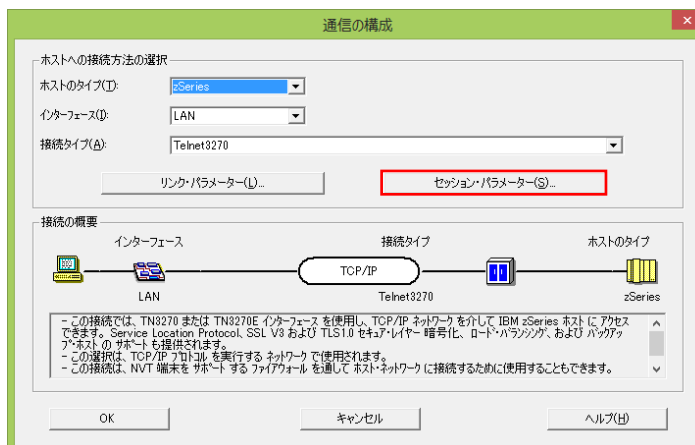 通信の構成
×
ホストへの接続方法の選択
ホストのタイプ(T): zSeries
インターフェース(I): LAN
接続タイプ(A): Telnet3270
リンク・パラメーター(L)... セッション・パラメーター(S)...
接続の概要
インターフェース 接続タイプ ホストのタイプ
TCP/IP
LAN Telnet3270 zSeries
- この接続では、TN3270 または TN3270E インターフェース を使用し、TCP/IP ネットワーク を介して IBM zSeries ホスト に アクセス
できます。Service Location Protocol、SSL V3 および TLS1.0 セキュア・レイヤー 暗号化、ロード・バランシング、および バックアッ
プ・ホスト の サポート も提供されます。
- この選択は、TCP/IP プロトコル を実行する ネットワーク で使用されます。
- この接続は、NVT 端末を サポート する ファイアウォール を通して ホスト・ネットワーク に接続するために使用することもできます。
OK キャンセル ヘルプ(H)